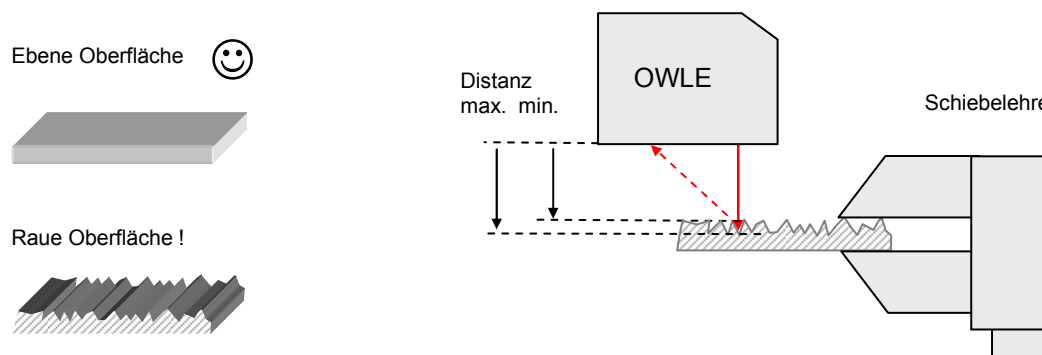 Ebene Oberfläche
Raue Oberfläche !
Distanz
max. min.
OWLE
Schiebelehre